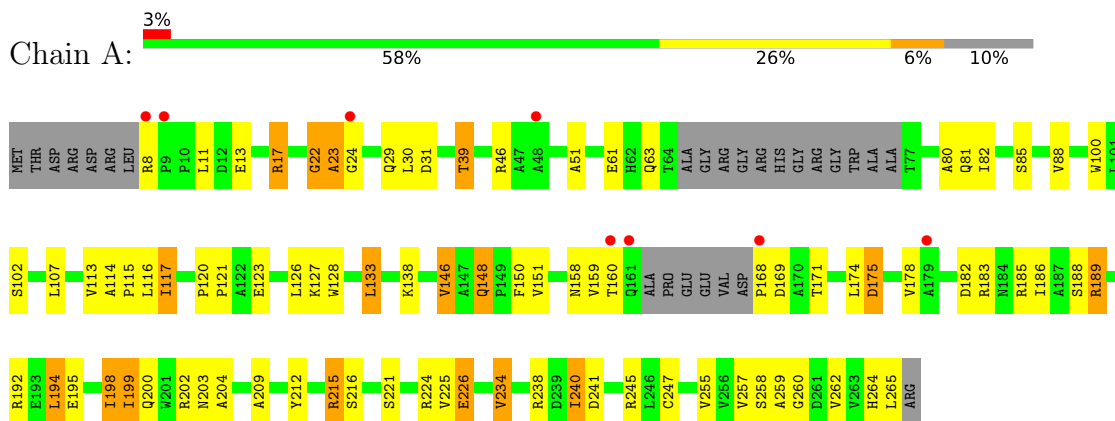 3%
Chain A:
58% 26% 6% 10%
MET THR ASP ARG ASP ARG LEU R8 P9 P10 L11 D12 E13 R17 G22 A23 G24 Q29 L30 D31 T39 R46 A47 A48 A51 E61 H62 Q63 T64 ALA GLY ARG GLY ARG HIS GLY ARG GLY TRP ALA ALA T77 A80 Q81 I82 S85 V88 W100 L101
S102 L107 V113 A114 P115 L116 I117 P120 P121 A122 E123 L126 K127 W128 L133 K138 V146 A147 Q148 P149 F150 V151 N158 V159 T160 Q161 ALA PRO GLU GLU VAL ASP P168 D169 A170 T171 L174 D175 V178 A179 D182 R183 N184 R185 I186 A187 S188 R189
R192 E193 L194 E195 I198 I199 Q200 W201 R202 N203 A204 A209 Y212 R215 S216 S221 R224 V225 E226 V234 R238 D239 I240 D241 R245 L246 C247 V255 V256 V257 S258 A259 G260 D261 V262 V263 H264 L265 ARG